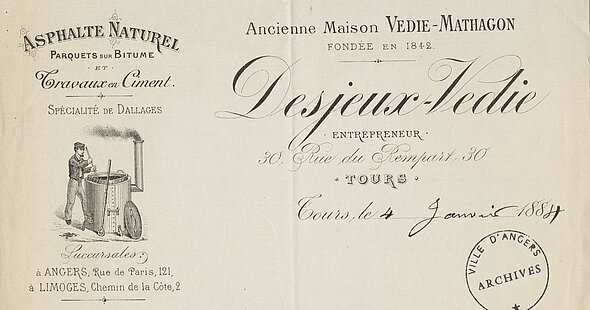 ASPHALTE NATUREL
PARQUETS SUR BITUME
ET
Travaux en Ciment.
SPÉCIALITÉ DE DALLAGES
Succursales:
à ANGERS, Rue de Paris, 121,
à LIMOGES, Chemin de la Côte, 2
Ancienne Maison VEDIE-MATHAGON
FONDÉE EN 1842.
Desjeux-Vedie
ENTREPRENEUR
30, Rue du Rempart, 30
TOURS
Tours, le 4 Janvier 1884
VILLE D'ANGERS
ARCHIVES